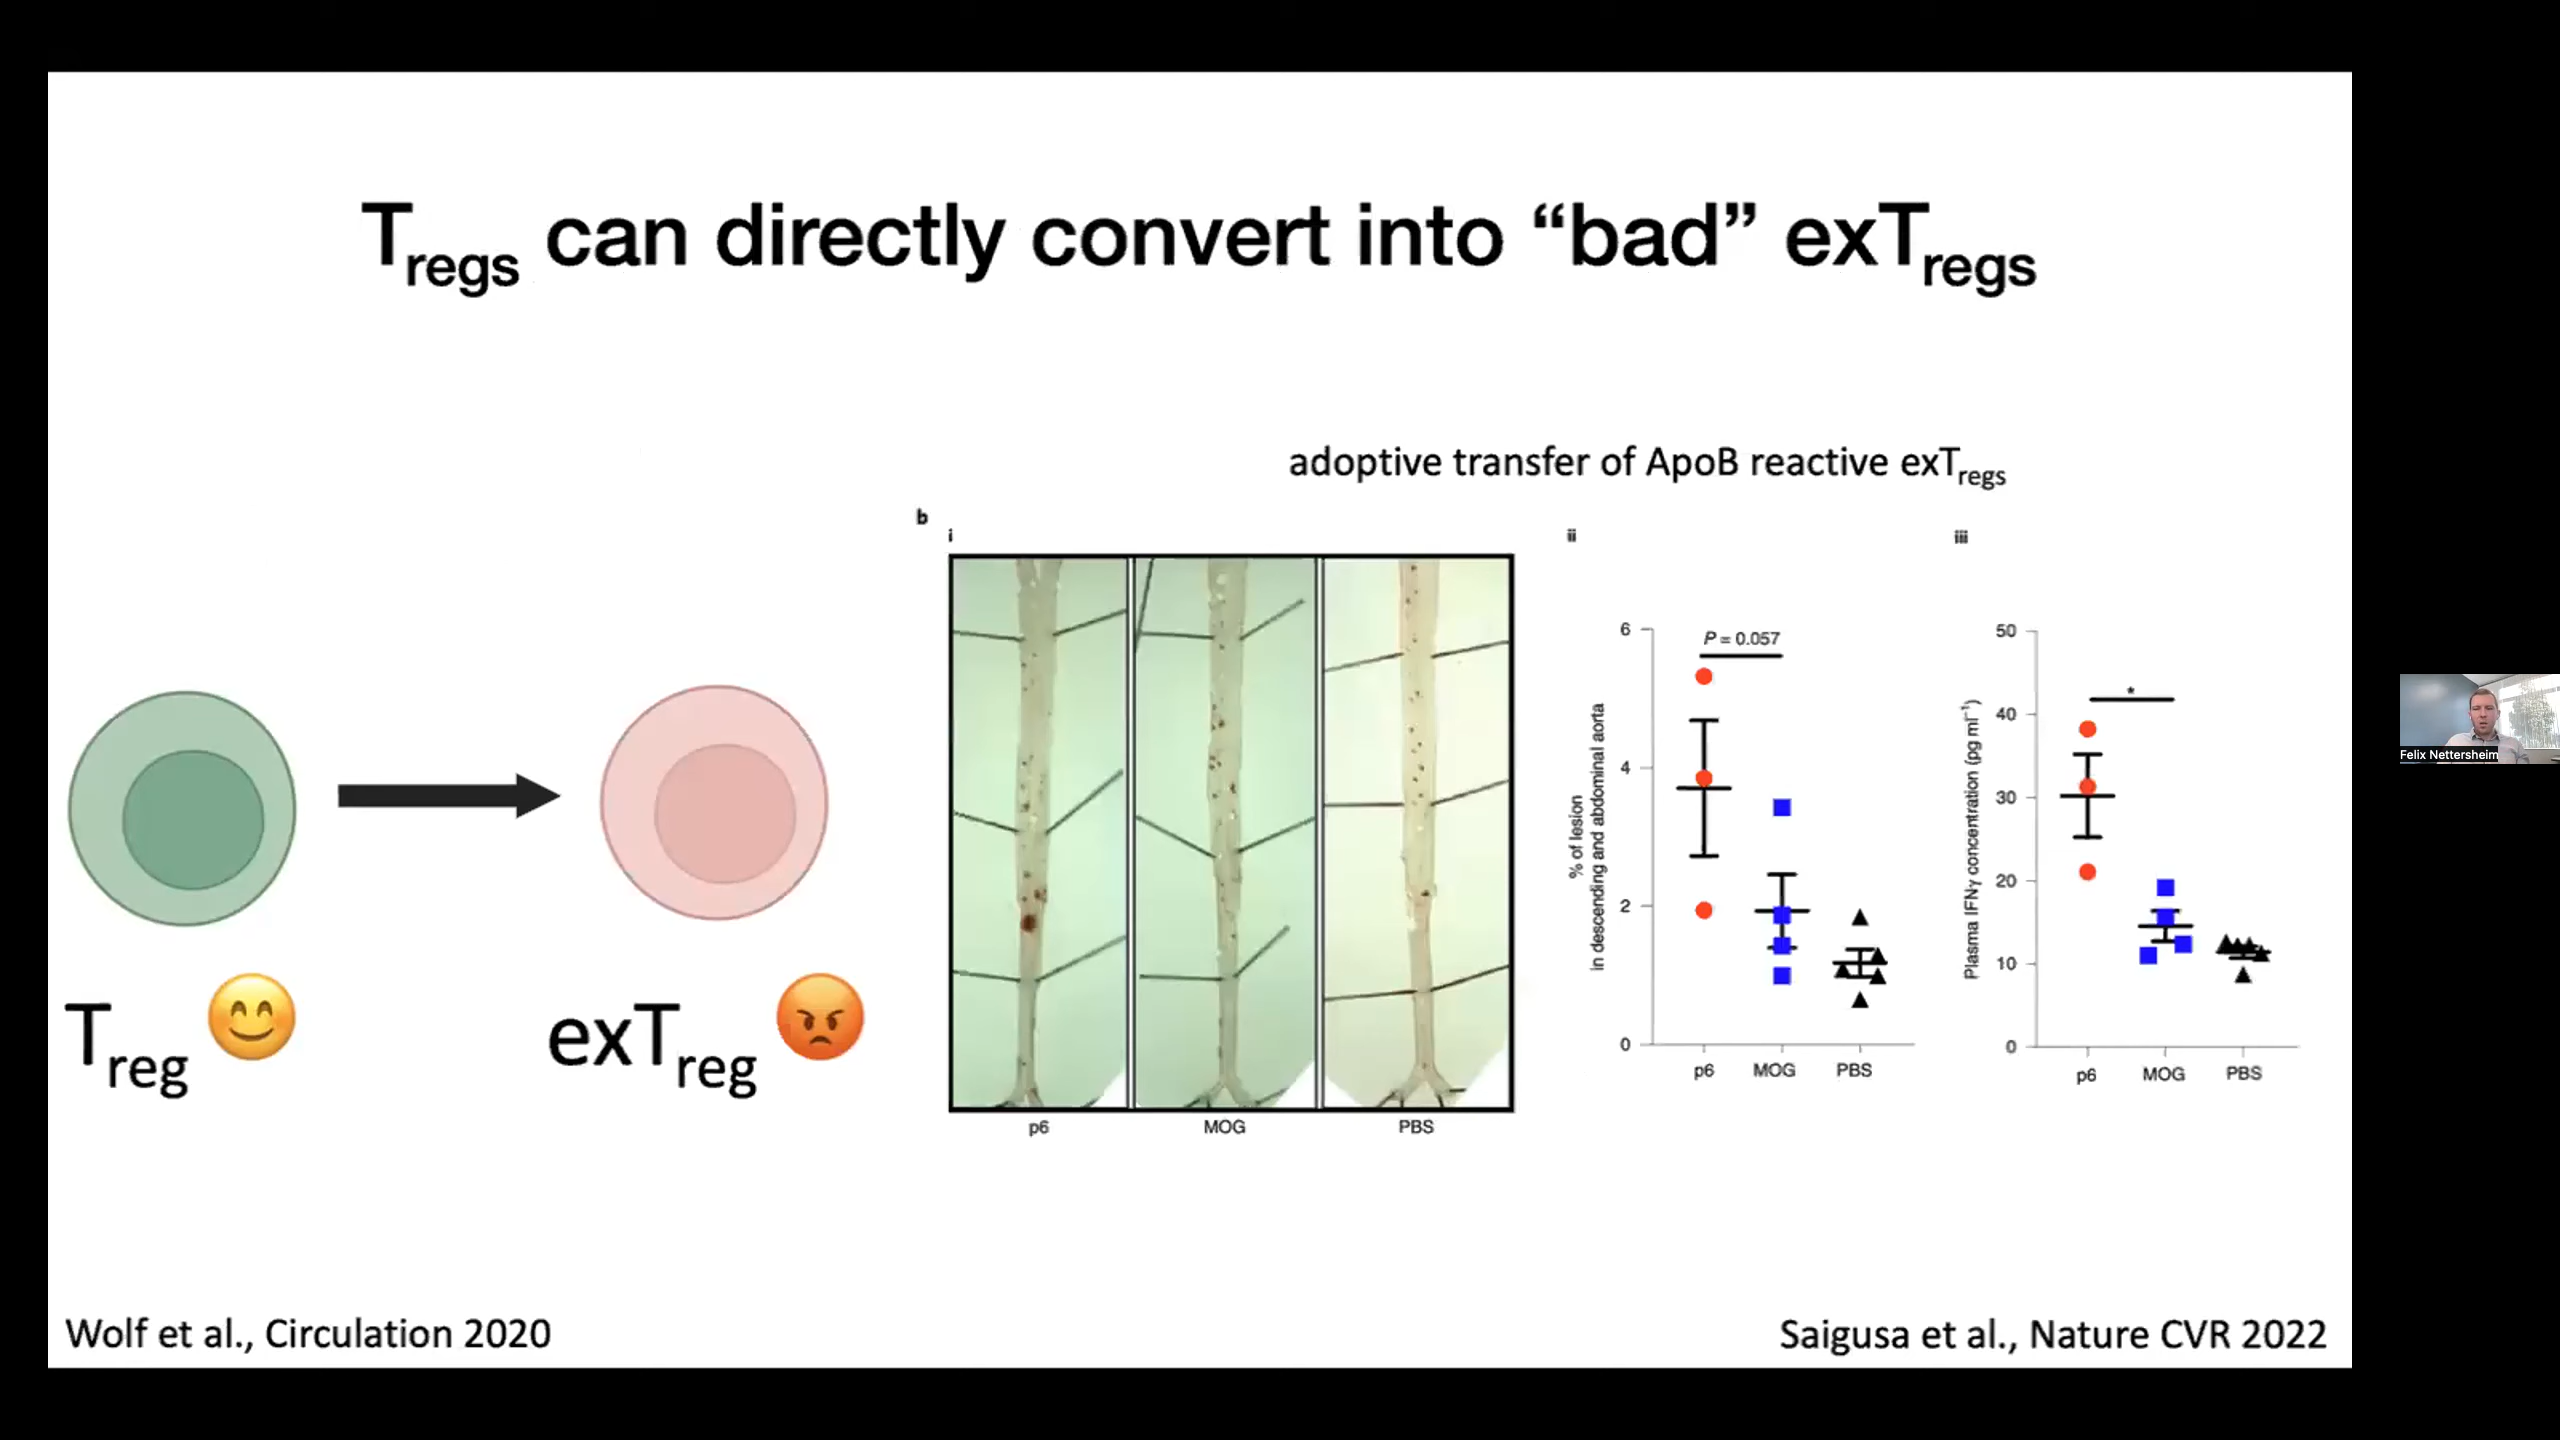 Tregs can directly convert into “bad” exTregs
adoptive transfer of ApoB reactive exTregs
b
i
p6
MOG
PBS
ii
% of lesion
in descending and abdominal aorta
6
4
2
0
P = 0.057
p6
MOG
PBS
iii
Plasma IFNγ concentration (pg ml⁻¹)
50
40
30
20
10
0
*
p6
MOG
PBS
Treg
exTreg
Felix Nettersheim
Wolf et al., Circulation 2020
Saigusa et al., Nature CVR 2022